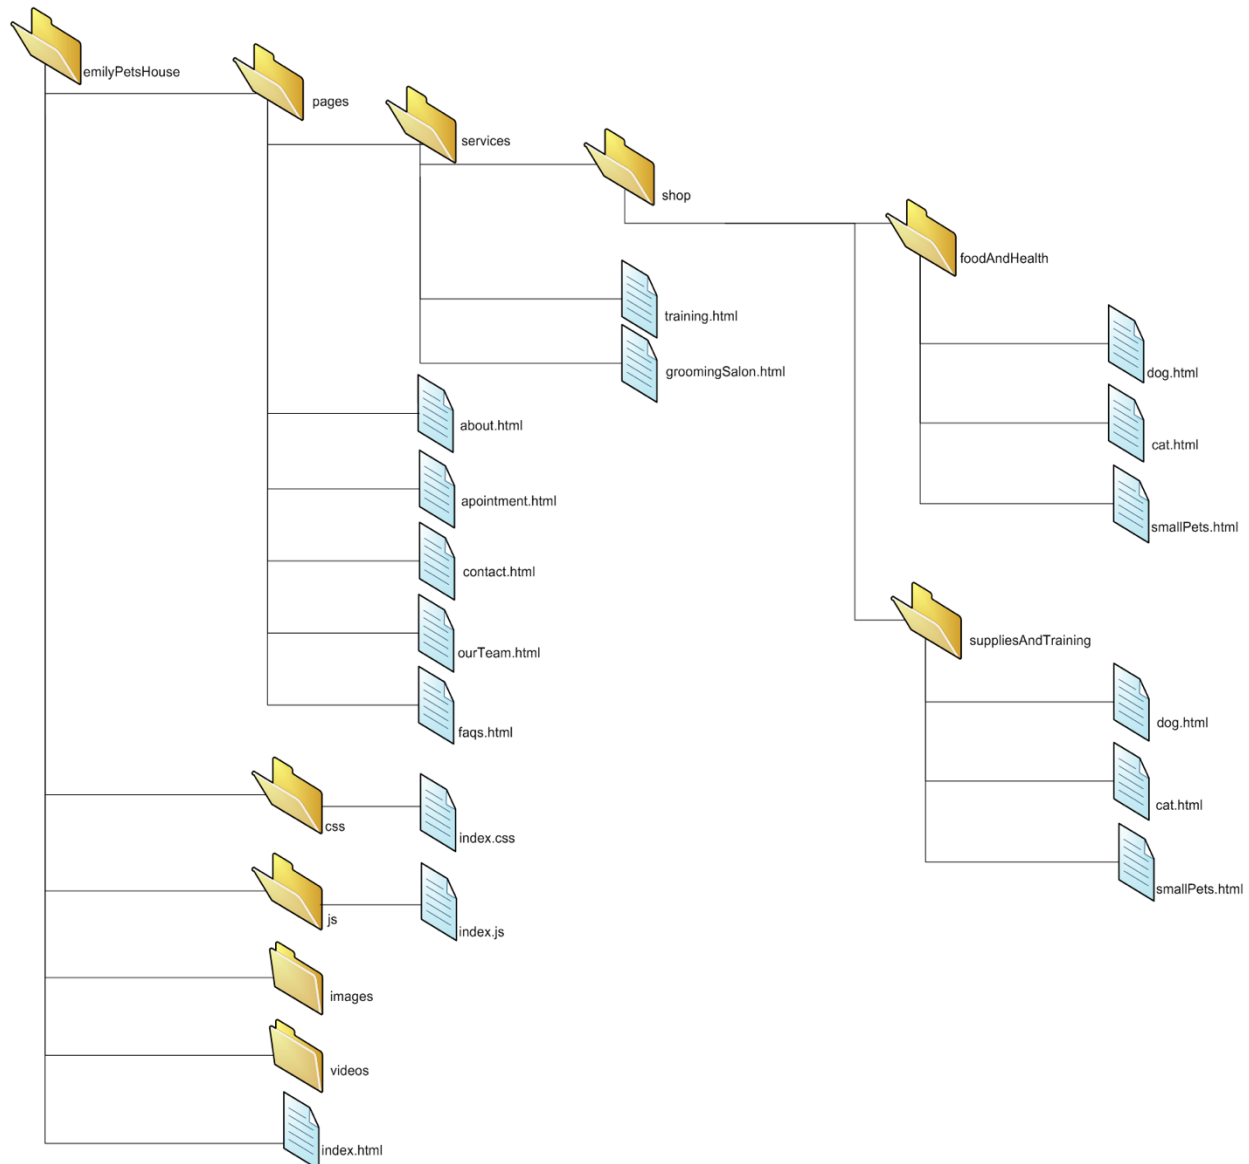 emilyPetsHouse
pages
services
shop
foodAndHealth
training.html
groomingSalon.html
dog.html
cat.html
smallPets.html
about.html
apointment.html
contact.html
ourTeam.html
faqs.html
suppliesAndTraining
dog.html
cat.html
smallPets.html
css
index.css
js
index.js
images
videos
index.html